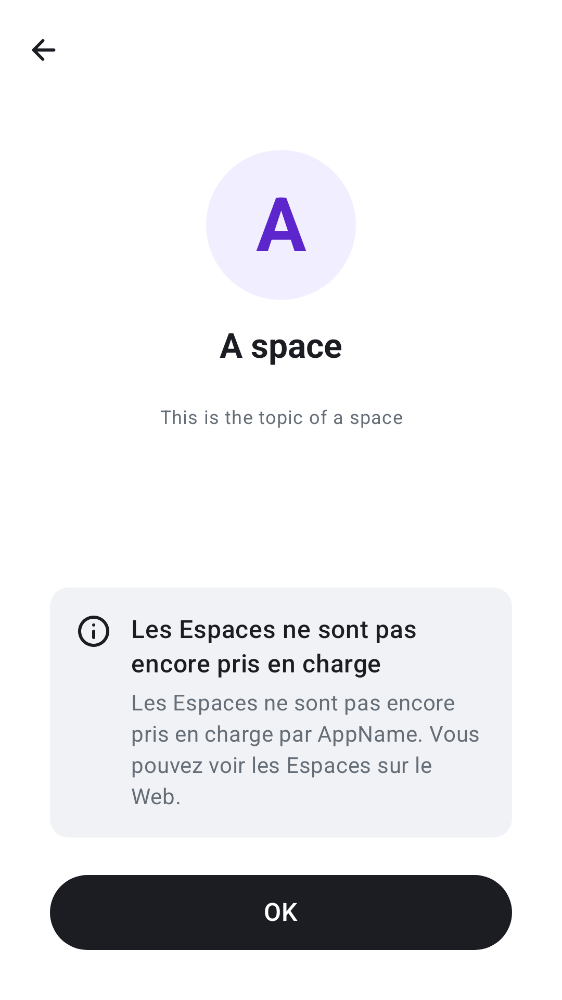 A
A space
This is the topic of a space
Les Espaces ne sont pas
encore pris en charge
Les Espaces ne sont pas encore
pris en charge par AppName. Vous
pouvez voir les Espaces sur le
Web.
OK